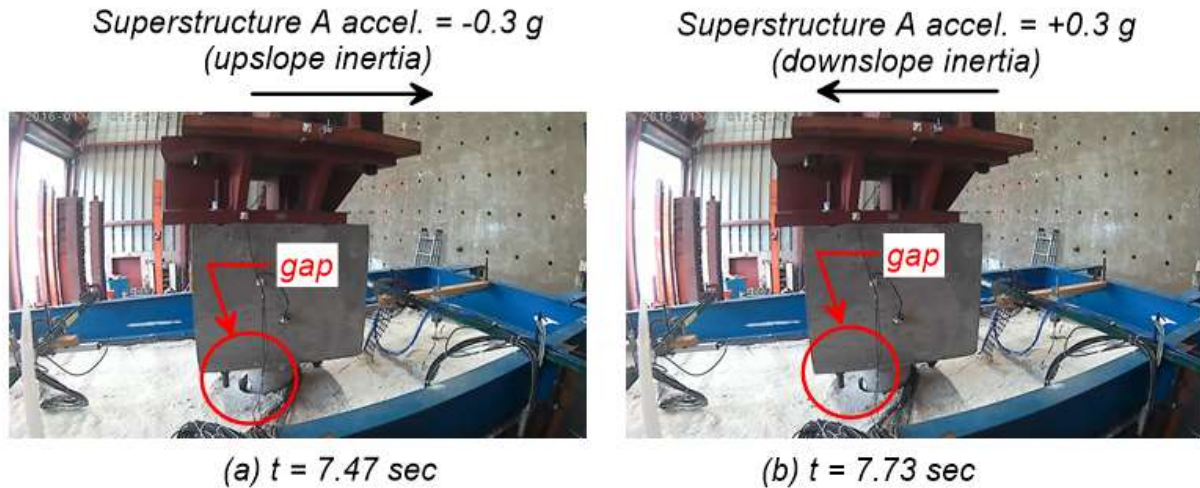 Superstructure A accel. = -0.3 g
(upslope inertia)
gap
(a) t = 7.47 sec
Superstructure A accel. = +0.3 g
(downslope inertia)
gap
(b) t = 7.73 sec